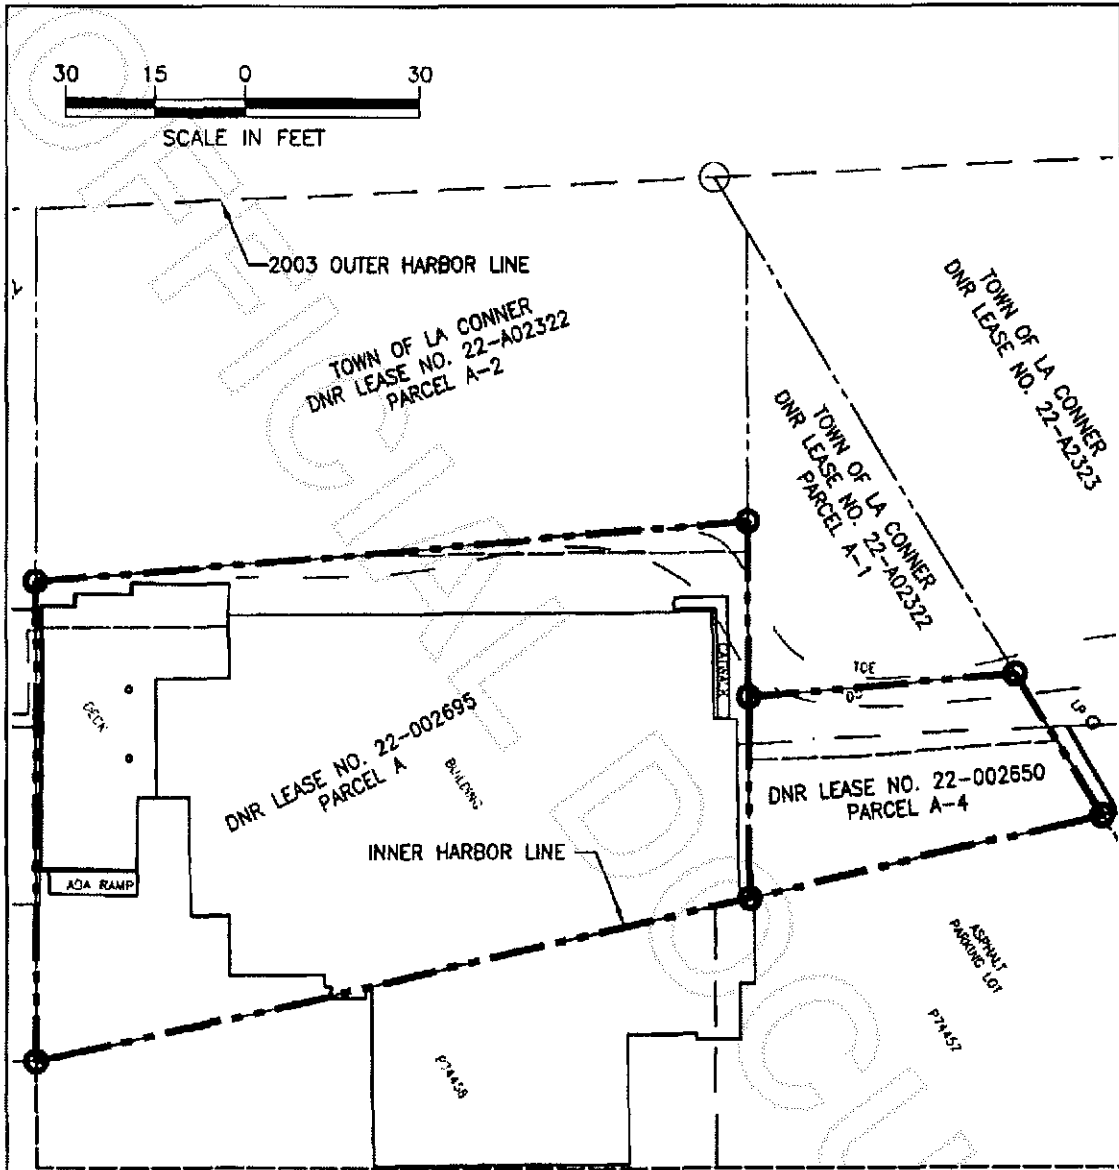 30 15 0 30
SCALE IN FEET
2003 OUTER HARBOR LINE
TOWN OF LA CONNER
DNR LEASE NO. 22-A02322
PARCEL A-2
TOWN OF LA CONNER
DNR LEASE NO. 22-A2323
TOWN OF LA CONNER
DNR LEASE NO. 22-A02322
PARCEL A-1
TOE
LP
DECK
CATWALK
DNR LEASE NO. 22-002695
PARCEL A
BUILDING
DNR LEASE NO. 22-002650
PARCEL A-4
INNER HARBOR LINE
ADA RAMP
ASPHALT
PARKING LOT
P74457
P74458
OFFICIAL DOCU